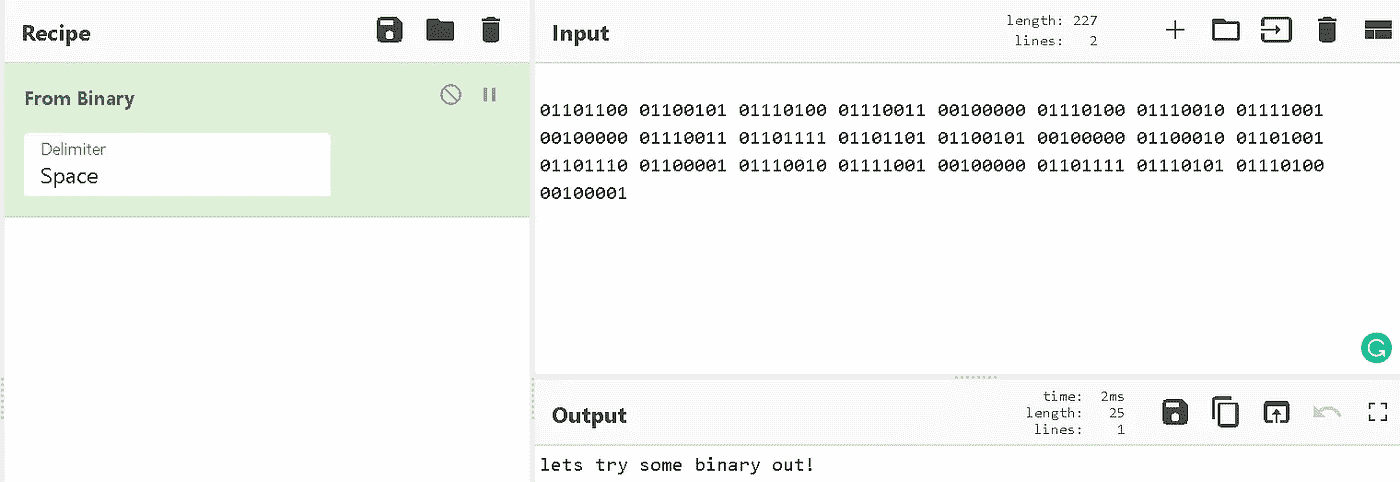 Recipe
From Binary
Delimiter
Space
Input
length: 227
lines: 2
01101100 01100101 01110100 01110011 00100000 01110100 01110010 01111001
00100000 01110011 01101111 01101101 01100101 00100000 01100010 01101001
01101110 01100001 01110010 01111001 00100000 01101111 01110101 01110100
00100001
Output
time: 2ms
length: 25
lines: 1
lets try some binary out!